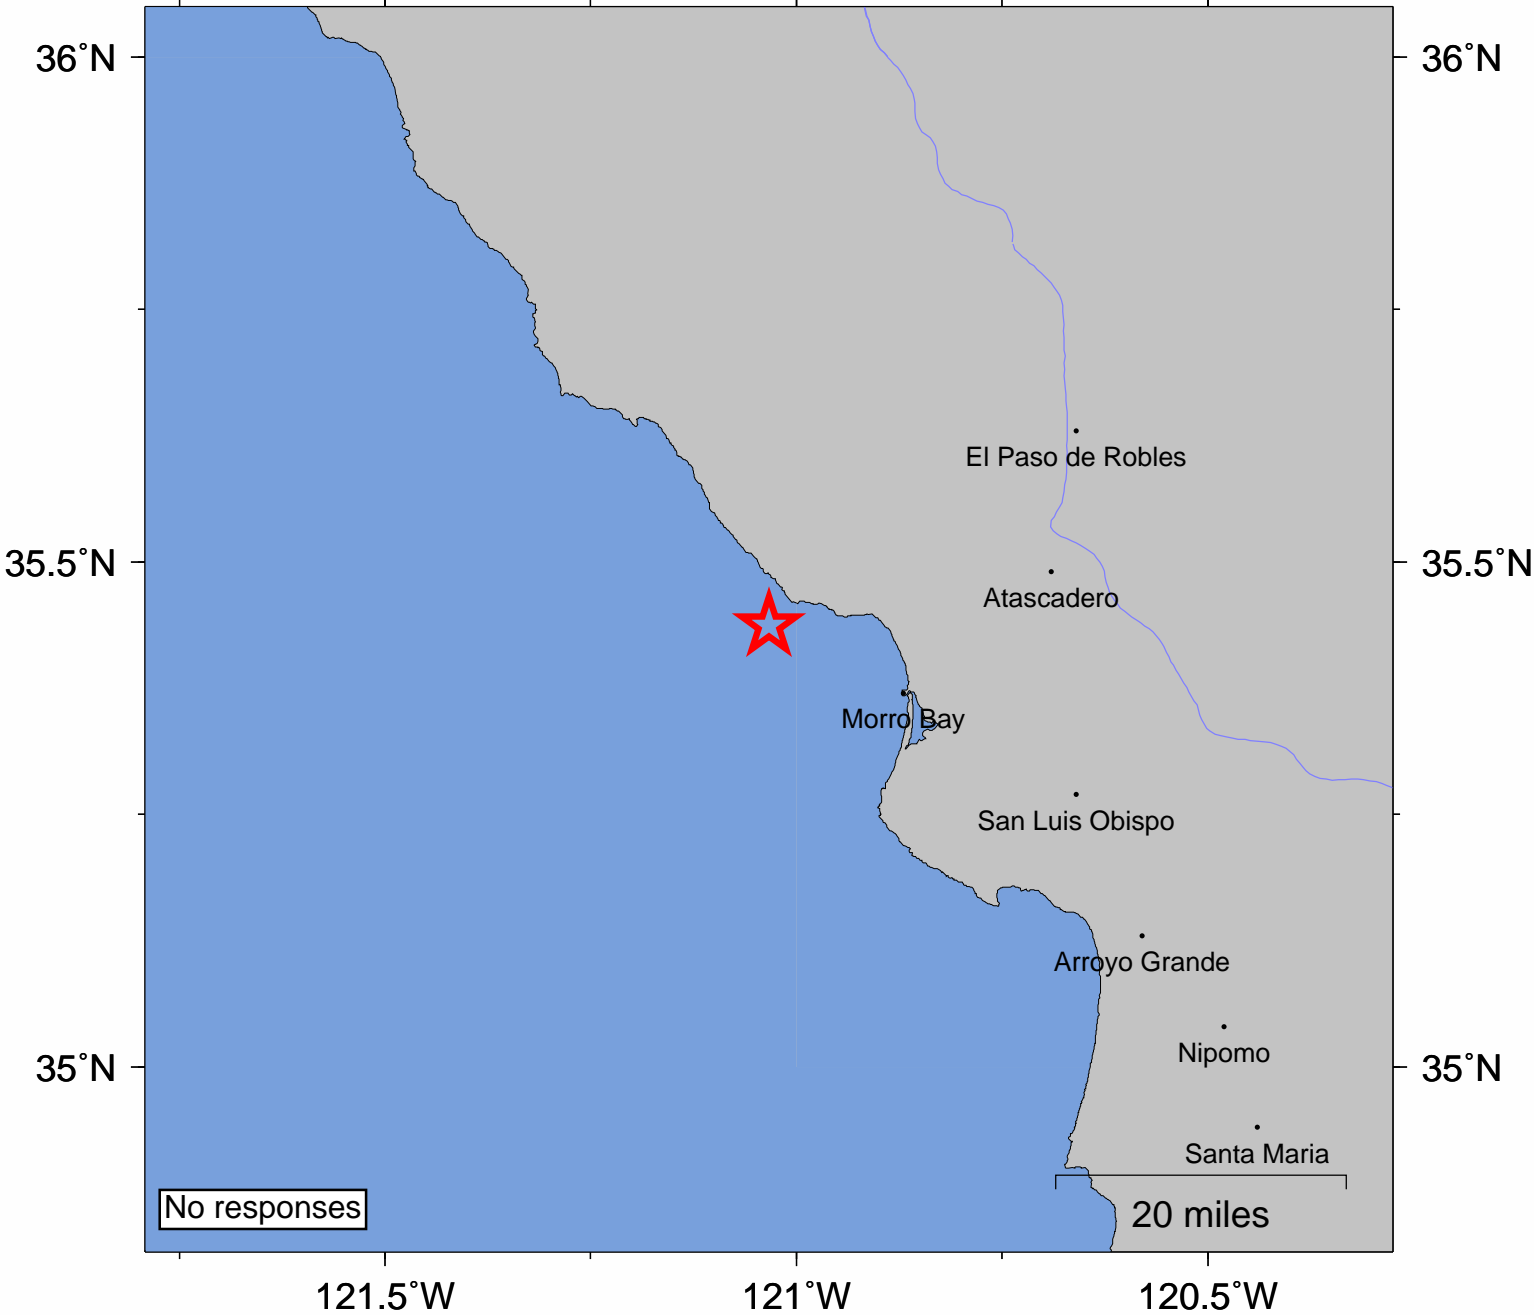 36°N 36°N
El Paso de Robles
35.5°N 35.5°N
Atascadero
Morro Bay
San Luis Obispo
Arroyo Grande
Nipomo
35°N 35°N
Santa Maria
No responses 20 miles
121.5°W 121°W 120.5°W